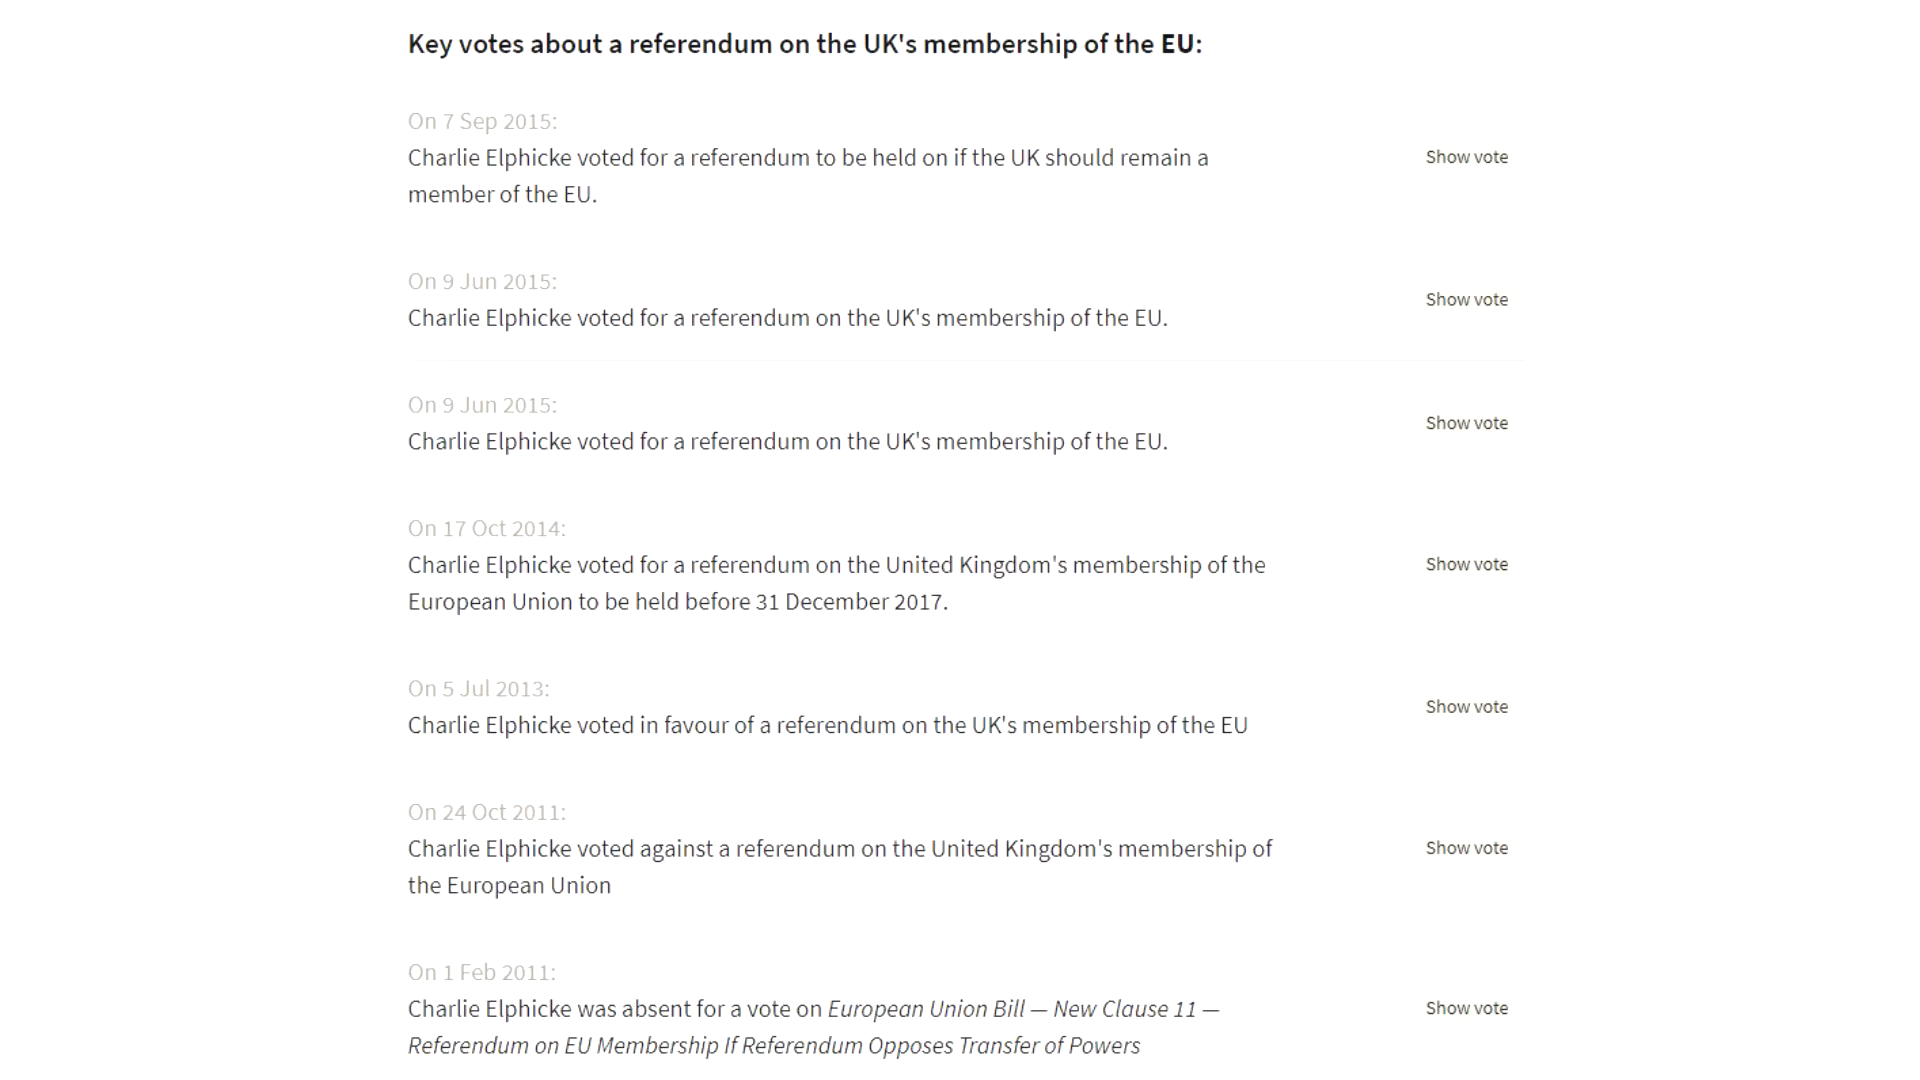 Key votes about a referendum on the UK's membership of the EU:
On 7 Sep 2015:
Charlie Elphicke voted for a referendum to be held on if the UK should remain a
member of the EU.
Show vote
On 9 Jun 2015:
Charlie Elphicke voted for a referendum on the UK's membership of the EU.
Show vote
On 9 Jun 2015:
Charlie Elphicke voted for a referendum on the UK's membership of the EU.
Show vote
On 17 Oct 2014:
Charlie Elphicke voted for a referendum on the United Kingdom's membership of the
European Union to be held before 31 December 2017.
Show vote
On 5 Jul 2013:
Charlie Elphicke voted in favour of a referendum on the UK's membership of the EU
Show vote
On 24 Oct 2011:
Charlie Elphicke voted against a referendum on the United Kingdom's membership of
the European Union
Show vote
On 1 Feb 2011:
Charlie Elphicke was absent for a vote on European Union Bill — New Clause 11 —
Referendum on EU Membership If Referendum Opposes Transfer of Powers
Show vote